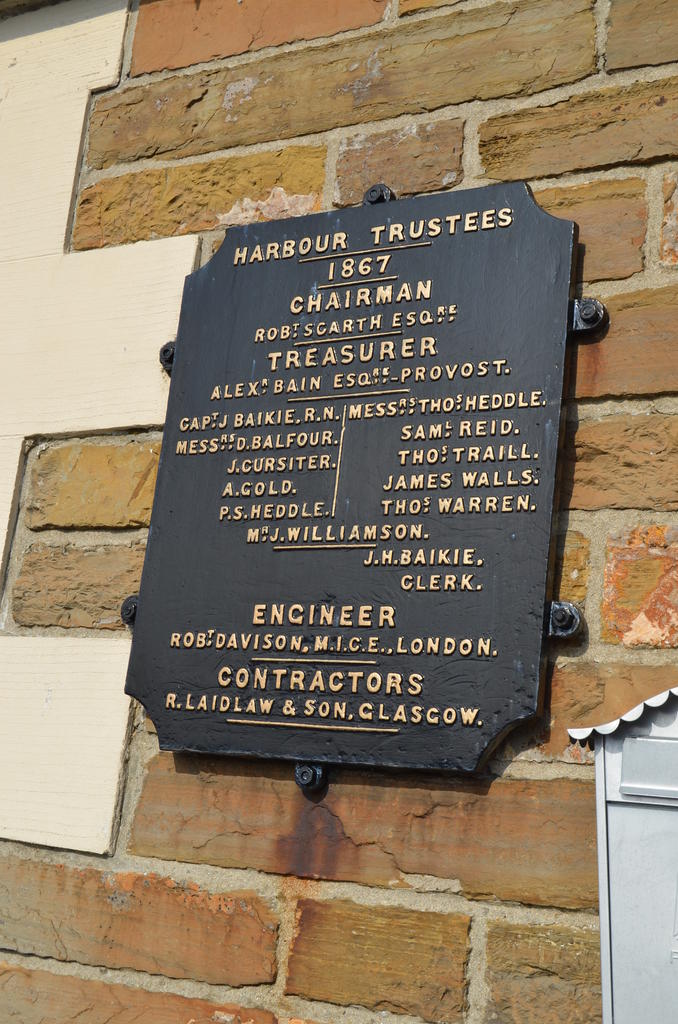 HARBOUR TRUSTEES
1867
CHAIRMAN
ROBT SCARTH ESQRE
TREASURER
ALEXR BAIN ESQRE - PROVOST.
CAPT J BAIKIE, R.N. MESSRS THOS HEDDLE.
MESSRS D. BALFOUR. SAML REID.
J. CURSITER. THOS TRAILL.
A. GOLD. JAMES WALLS.
P.S. HEDDLE. THOS WARREN.
MR J. WILLIAMSON.
J.H. BAIKIE,
CLERK.
ENGINEER
ROBT DAVISON, M.I.C.E., LONDON.
CONTRACTORS
R. LAIDLAW & SON, GLASGOW.